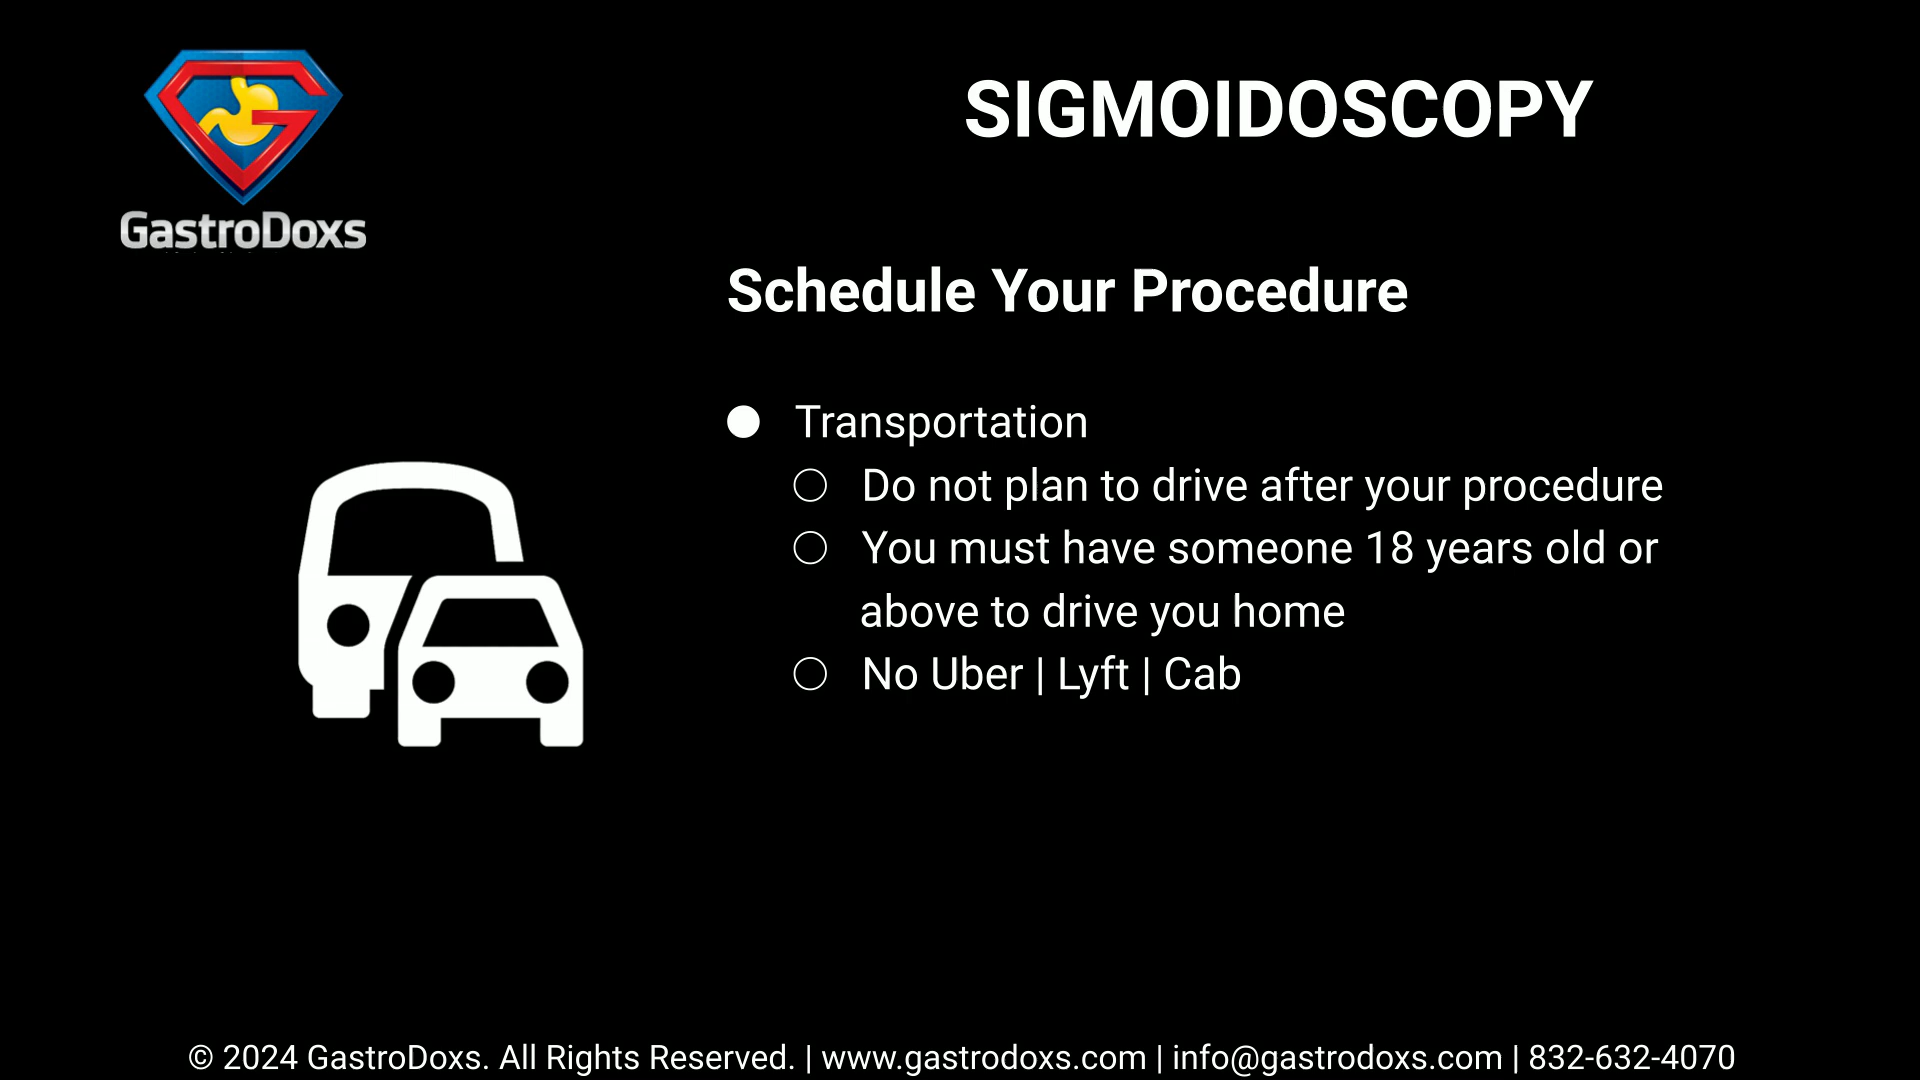 GastroDoxs
SIGMOIDOSCOPY
Schedule Your Procedure
● Transportation
○ Do not plan to drive after your procedure
○ You must have someone 18 years old or
above to drive you home
○ No Uber | Lyft | Cab
© 2024 GastroDoxs. All Rights Reserved. | www.gastrodoxs.com | info@gastrodoxs.com | 832-632-4070